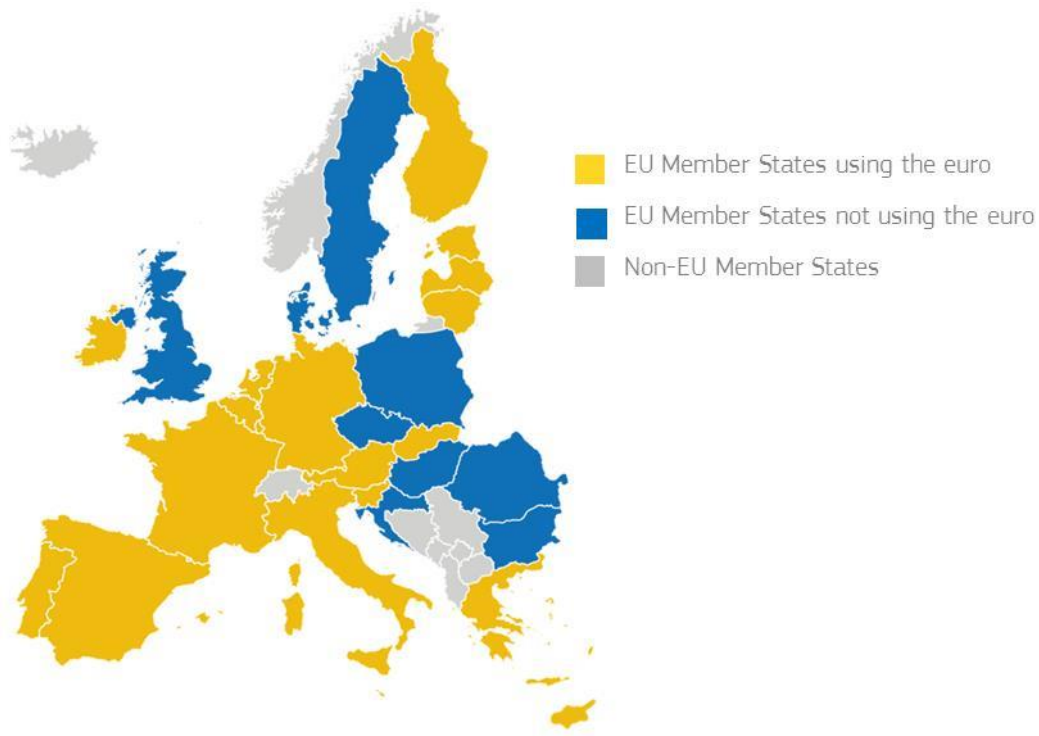 EU Member States using the euro
EU Member States not using the euro
Non-EU Member States